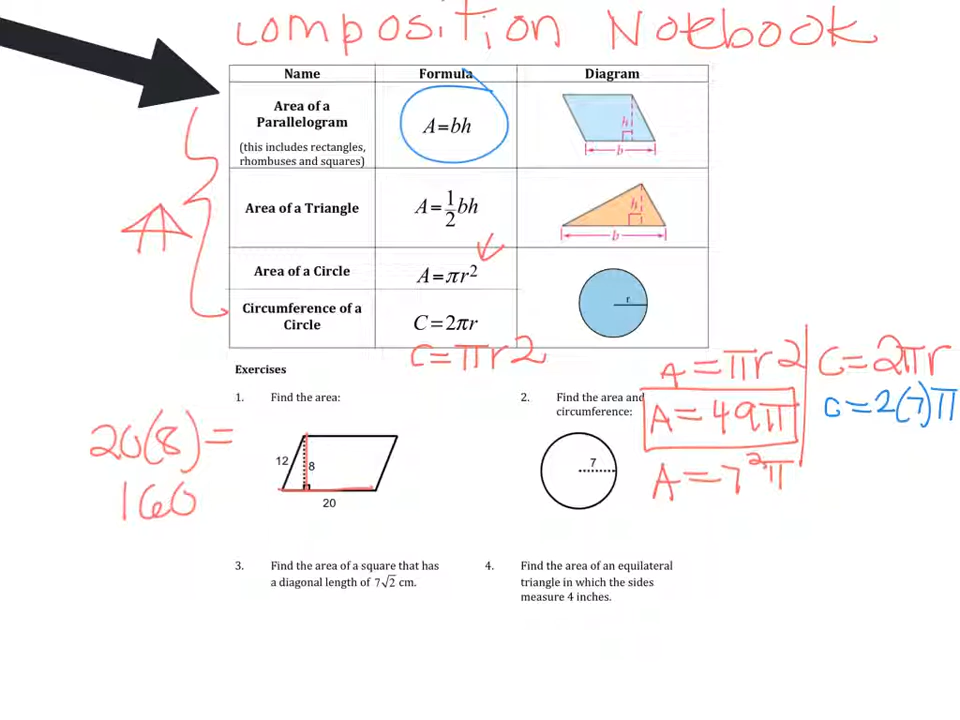 Composition Notebook
Name Formula Diagram
Area of a
Parallelogram
(this includes rectangles,
rhombuses and squares)
A=bh
h
b
Area of a Triangle
A=1/2bh
h
b
Area of a Circle
A=πr²
r
Circumference of a
Circle
C=2πr
C=πr2
A
Exercises
1. Find the area:
12
8
20
20(8)=
160
2. Find the area and
circumference:
7
A=πr2
A=49π
A=7²π
C=2πr
C=2(7)π
3. Find the area of a square that has
a diagonal length of 7√2 cm.
4. Find the area of an equilateral
triangle in which the sides
measure 4 inches.